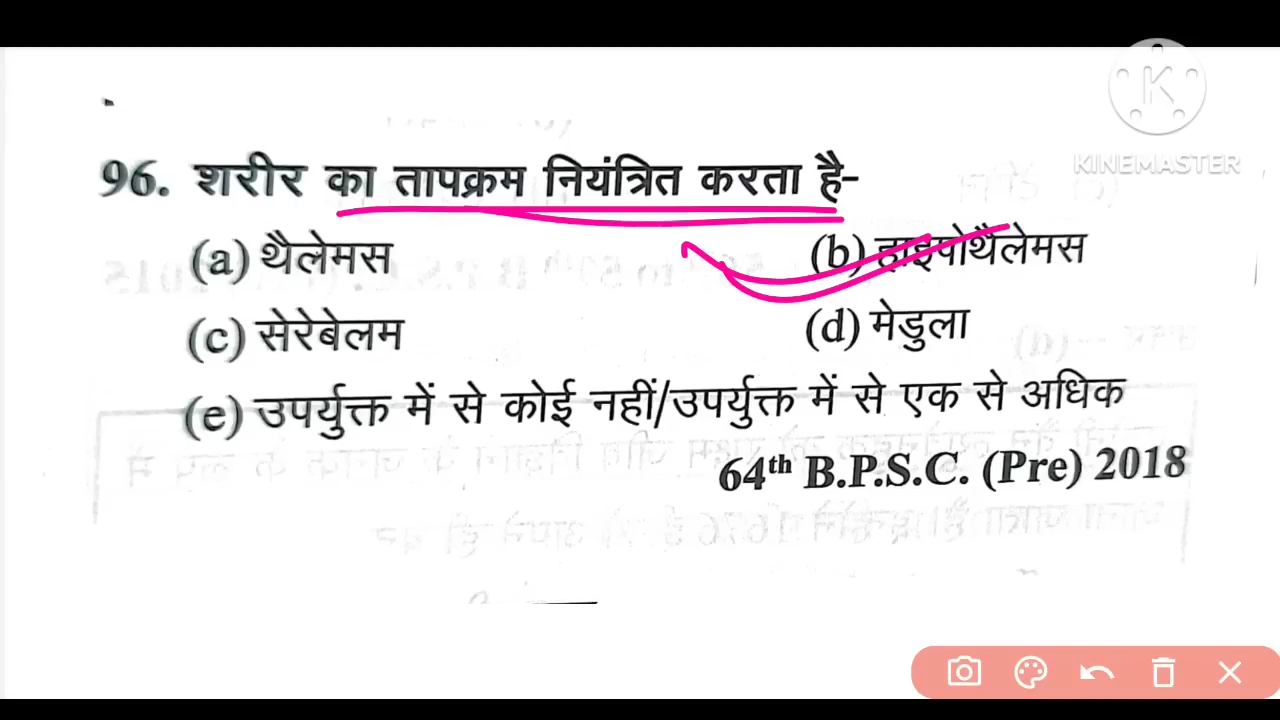 K
KINEMASTER
96. शरीर का तापक्रम नियंत्रित करता है-
(a) थैलेमस (b) हाइपोथैलेमस
(c) सेरेबेलम (d) मेडुला
(e) उपर्युक्त में से कोई नहीं/उपर्युक्त में से एक से अधिक
64th B.P.S.C. (Pre) 2018